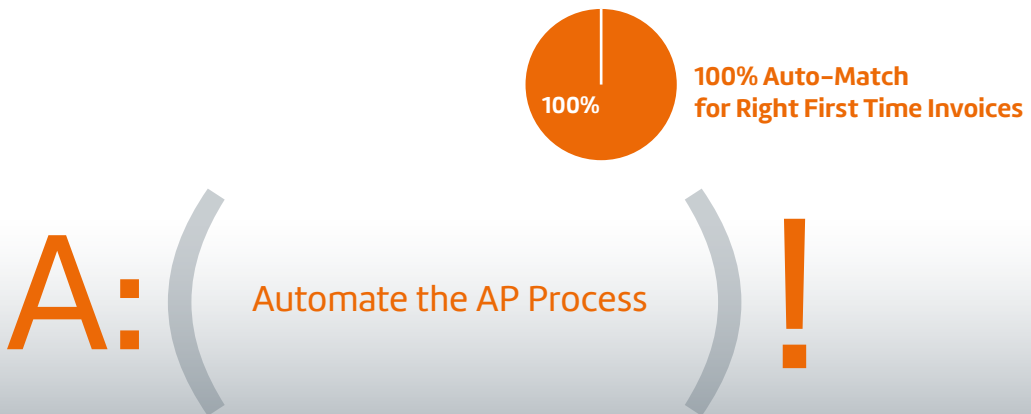 100%
100% Auto-Match
for Right First Time Invoices
A: ( Automate the AP Process ) !